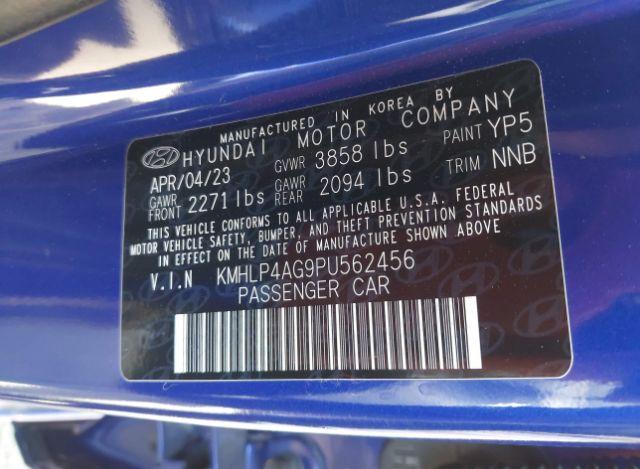 MANUFACTURED IN KOREA BY
HYUNDAI MOTOR COMPANY
APR/04/23 GVWR 3858 lbs PAINT YP5
GAWR FRONT 2271 lbs GAWR REAR 2094 lbs TRIM NNB
THIS VEHICLE CONFORMS TO ALL APPLICABLE U.S.A. FEDERAL
MOTOR VEHICLE SAFETY, BUMPER, AND THEFT PREVENTION STANDARDS
IN EFFECT ON THE DATE OF MANUFACTURE SHOWN ABOVE
V.I.N KMHLP4AG9PU562456
PASSENGER CAR